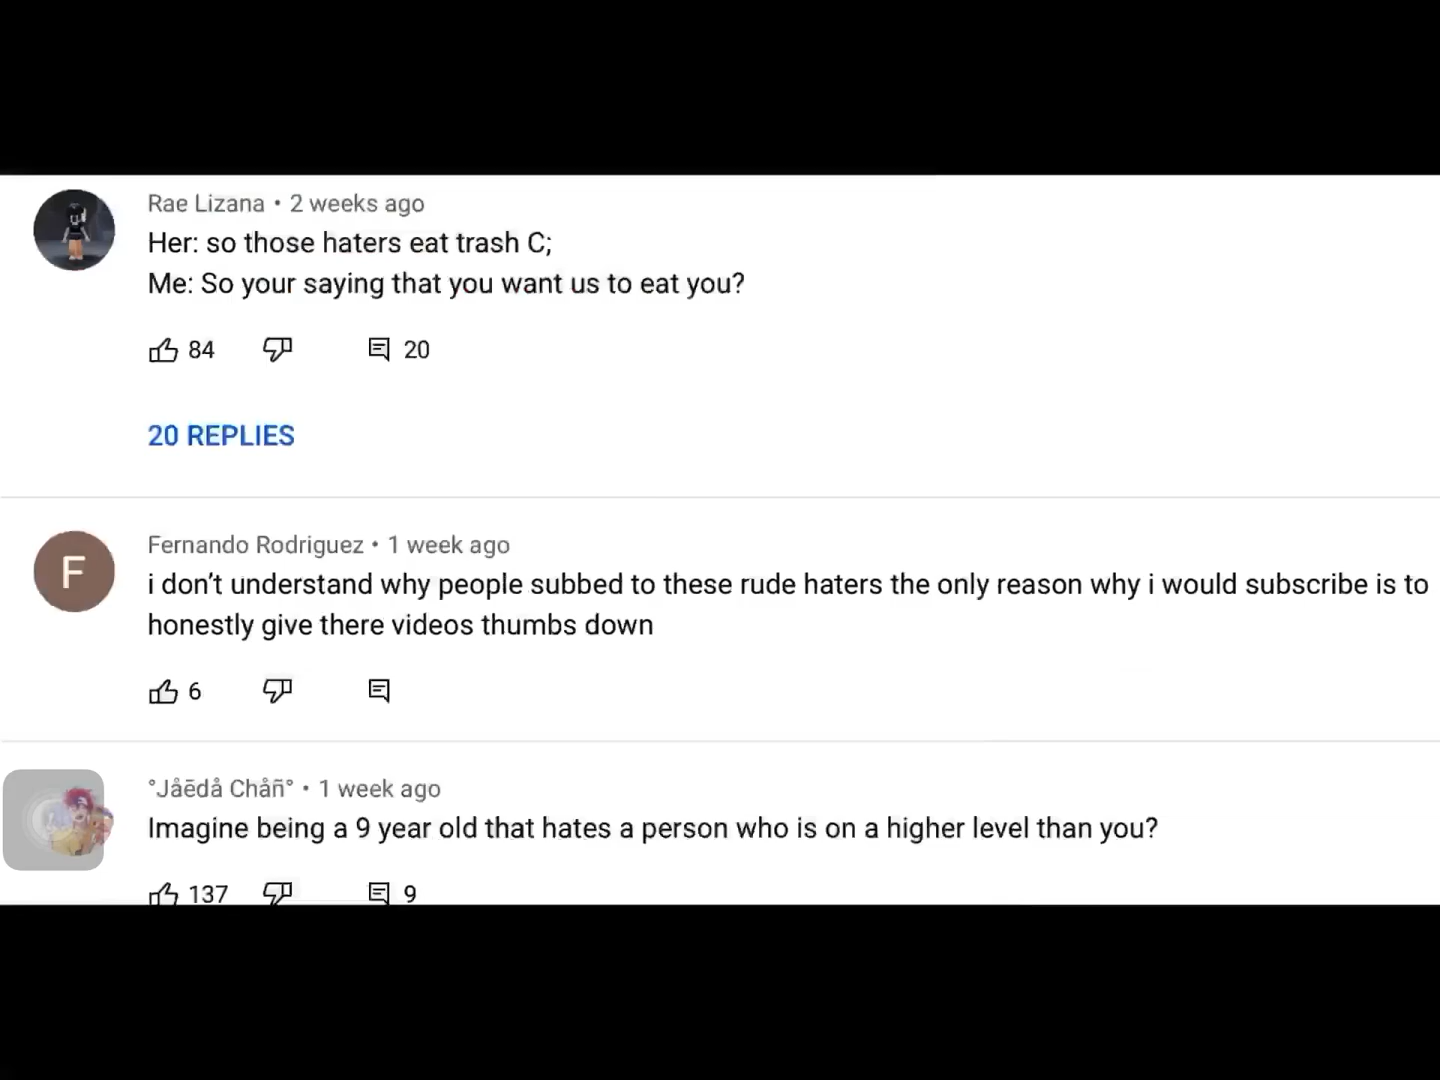 Rae Lizana • 2 weeks ago
Her: so those haters eat trash C;
Me: So your saying that you want us to eat you?
84 20
20 REPLIES
F
Fernando Rodriguez • 1 week ago
i don’t understand why people subbed to these rude haters the only reason why i would subscribe is to
honestly give there videos thumbs down
6
°Jåēdå Chåñ° • 1 week ago
Imagine being a 9 year old that hates a person who is on a higher level than you?
137 9